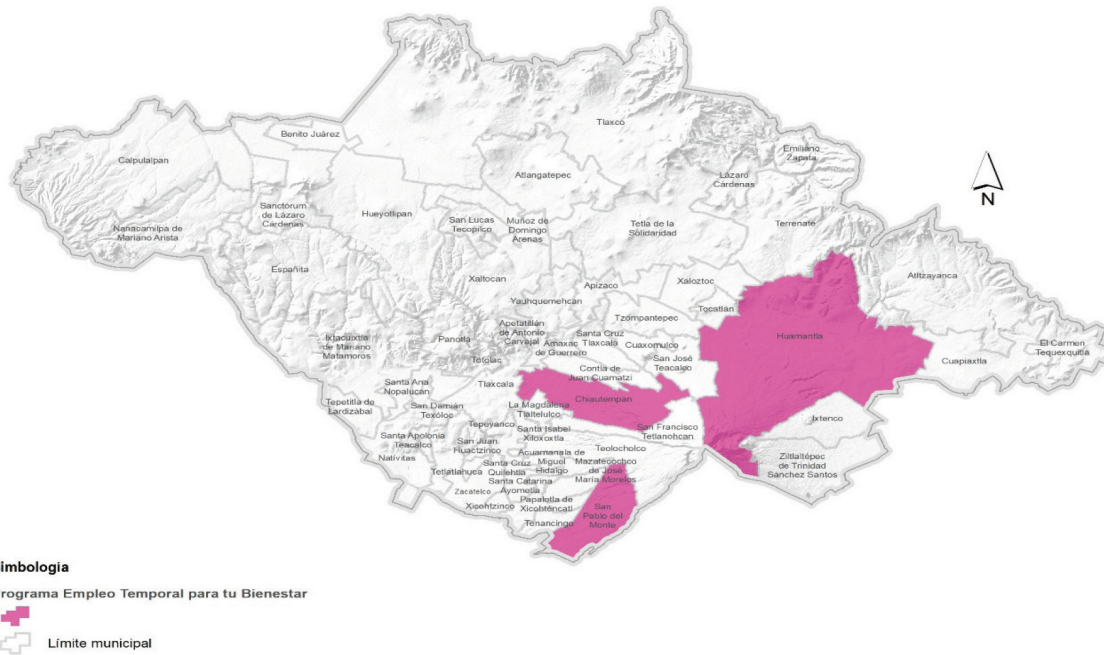 Tlaxco
Benito Juárez
Emiliano
Zapata
Calpulalpan
Atlangatepec
Lázaro
Cárdenas
Sanctorum
de Lázaro
Cárdenas
Hueyotlipan
San Lucas
Tecopilco
Muñoz de
Domingo
Arenas
Tetla de la
Solidaridad
Terrenate
Nanacamilpa de
Mariano Arista
N
Españita
Xaltocan
Apizaco
Xaloztoc
Atltzayanca
Yauhquemehcan
Tocatlán
Tzompantepec
Ixtacuixtla
de Mariano
Matamoros
Panotla
Apetatitlán
de Antonio
Carvajal
Amaxac
de Guerrero
Santa Cruz
Tlaxcala
Cuaxomulco
Huamantla
El Carmen
Tequexquitla
Totolac
San José
Teacalco
Cuapiaxtla
Contla de
Juan Cuamatzi
Santa Ana
Nopalucan
Tlaxcala
Chiautempan
Tepetitla de
Lardizábal
San Damián
Texóloc
La Magdalena
Tlaltelulco
Ixtenco
Tepeyanco
Santa Isabel
Xiloxoxtla
San Francisco
Tetlanohcan
Santa Apolonia
Teacalco
San Juan
Huactzinco
Teolocholco
Acuamanala de
Miguel
Hidalgo
Nativitas
Tetlatlahuca
Santa Cruz
Quilehtla
Mazatecochco
de José
María Morelos
Ziltlaltépec
de Trinidad
Sánchez Santos
Santa Catarina
Ayometla
Zacatelco
Xicohtzinco
Papalotla de
Xicohténcatl
San
Pablo del
Monte
Tenancingo
imbología
rograma Empleo Temporal para tu Bienestar
Límite municipal